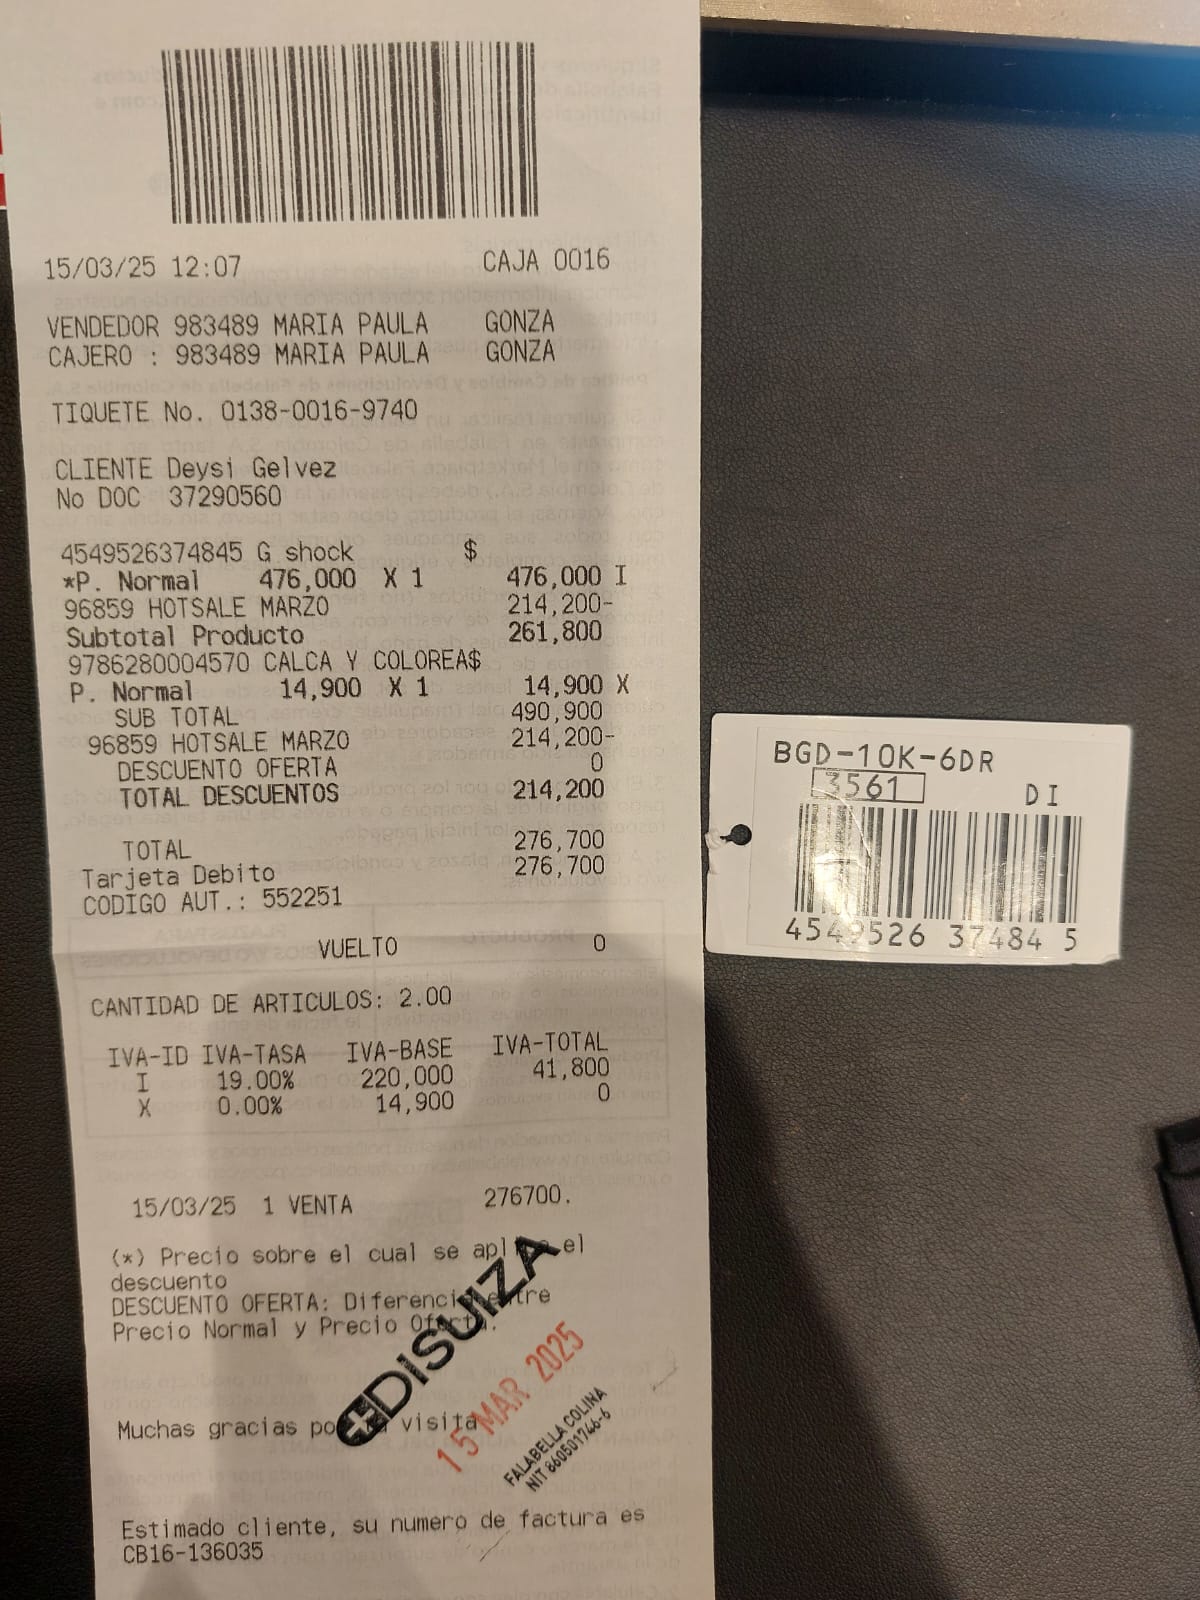 15/03/25 12:07 CAJA 0016
VENDEDOR 983489 MARIA PAULA GONZA
CAJERO : 983489 MARIA PAULA GONZA
TIQUETE No. 0138-0016-9740
CLIENTE Deysi Gelvez
No DOC 37290560
4549526374845 G shock $
*P. Normal 476,000 X 1 476,000 I
96859 HOTSALE MARZO 214,200-
Subtotal Producto 261,800
9786280004570 CALCA Y COLOREA$
P. Normal 14,900 X 1 14,900 X
SUB TOTAL 490,900
96859 HOTSALE MARZO 214,200-
DESCUENTO OFERTA 0
TOTAL DESCUENTOS 214,200
TOTAL 276,700
Tarjeta Debito 276,700
CODIGO AUT.: 552251
VUELTO 0
CANTIDAD DE ARTICULOS: 2.00
IVA-ID IVA-TASA IVA-BASE IVA-TOTAL
I 19.00% 220,000 41,800
X 0.00% 14,900 0
15/03/25 1 VENTA 276700.
(*) Precio sobre el cual se aplica el
descuento
DESCUENTO OFERTA: Diferencia entre
Precio Normal y Precio Oferta.
DISUIZA
15 MAR 2025
FALABELLA COLINA
NIT 860501746-6
Muchas gracias por su visita
Estimado cliente, su numero de factura es
CB16-136035
BGD-10K-6DR
3561 DI
4549526 37484 5